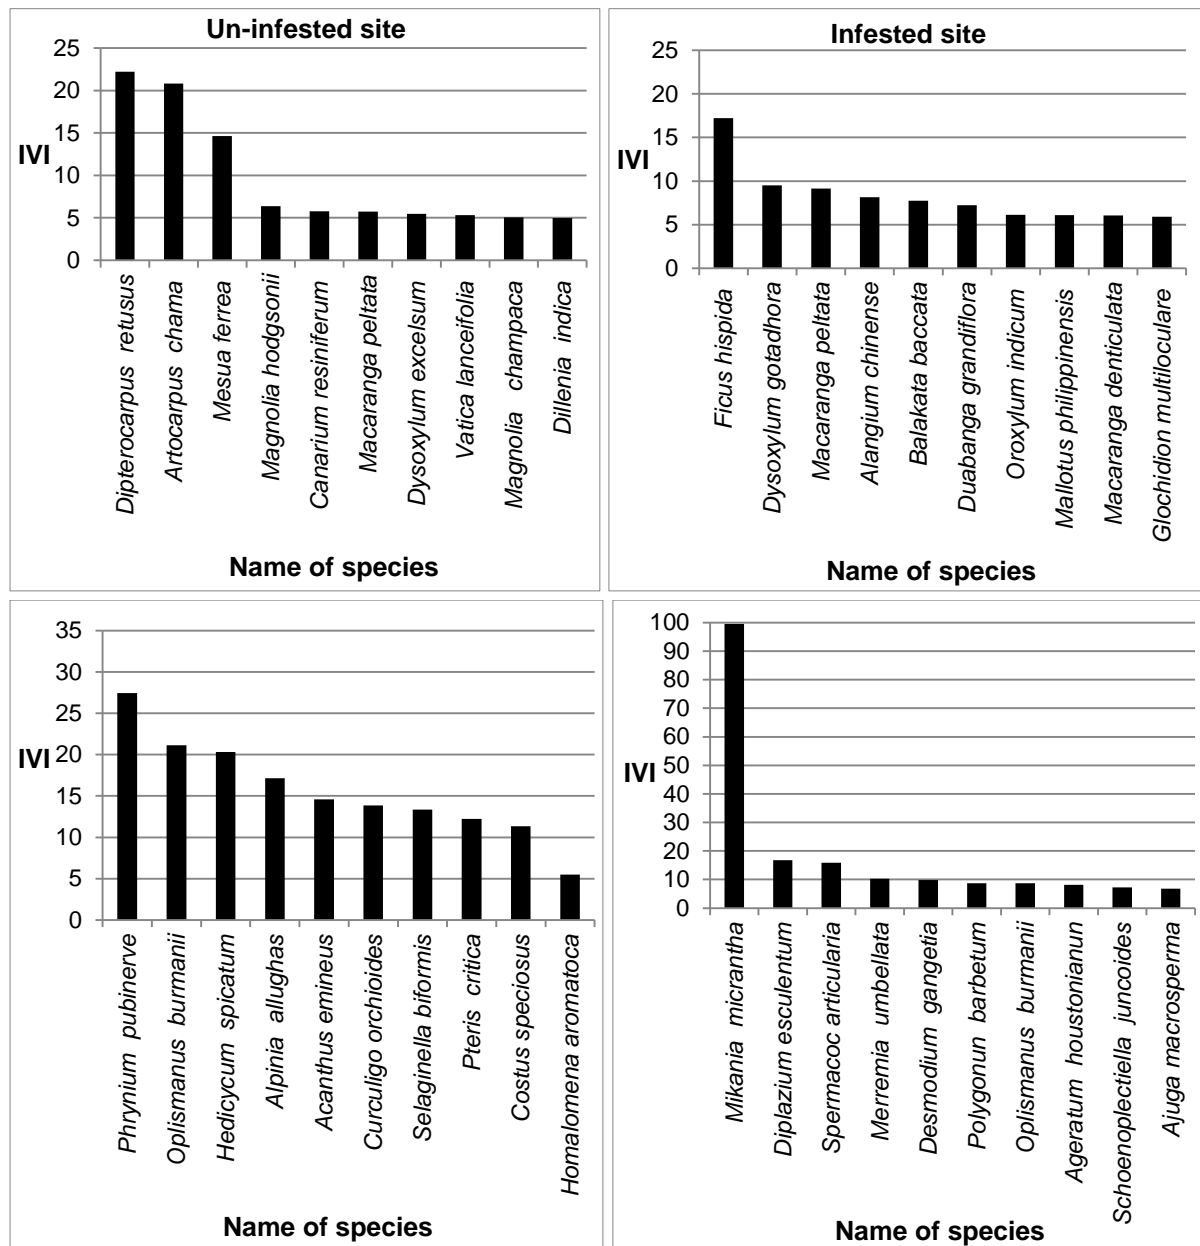 Un-infested site
25
20
15
10
5
0
IVI
Dipterocarpus retusus
Artocarpus chama
Mesua ferrea
Magnolia hodgsonii
Canarium resiniferum
Macaranga peltata
Dysoxylum excelsum
Vatica lanceifolia
Magnolia champaca
Dillenia indica
Name of species
Infested site
25
20
15
10
5
0
IVI
Ficus hispida
Dysoxylum gotadhora
Macaranga peltata
Alangium chinense
Balakata baccata
Duabanga grandiflora
Oroxylum indicum
Mallotus philippinensis
Macaranga denticulata
Glochidion multiloculare
Name of species
35
30
25
20
15
10
5
0
IVI
Phrynium pubinerve
Oplismanus burmanii
Hedicycum spicatum
Alpinia allughas
Acanthus emineus
Curculigo orchioides
Selaginella biformis
Pteris critica
Costus speciosus
Homalomena aromatoca
Name of species
100
90
80
70
60
50
40
30
20
10
0
IVI
Mikania micrantha
Diplazium esculentum
Spermacoc articularia
Merremia umbellata
Desmodium gangetia
Polygonun barbetum
Oplismanus burmanii
Ageratum houstonianun
Schoenoplectiella juncoides
Ajuga macrosperma
Name of species